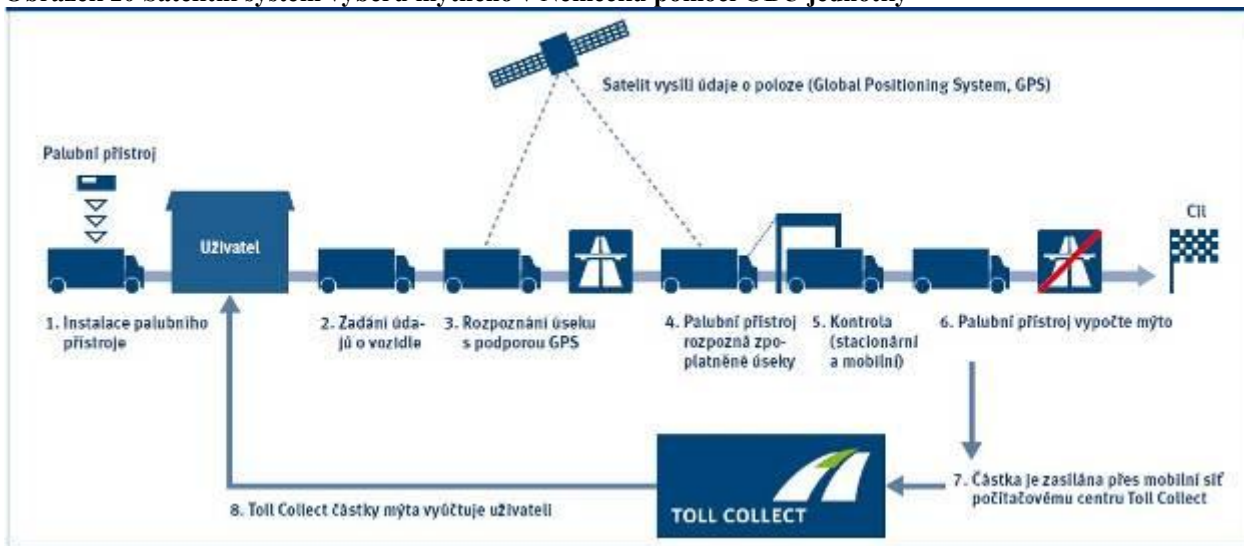 Satelit vysílí údaje o poloze (Global Positioning System, GPS)
Palubní přístroj
Uživatel
Cíl
1. Instalace palubního
přístroje
2. Zadání úda-
jů o vozidle
3. Rozpoznání úseku
s podporou GPS
4. Palubní přístroj
rozpozná zpo-
platněné úseky
5. Kontrola
(stacionární
a mobilní)
6. Palubní přístroj vypočte mýto
7. Částka je zasílána přes mobilní síť
počítačovému centru Toll Collect
TOLL COLLECT
8. Toll Collect částky mýta vyúčtuje uživateli